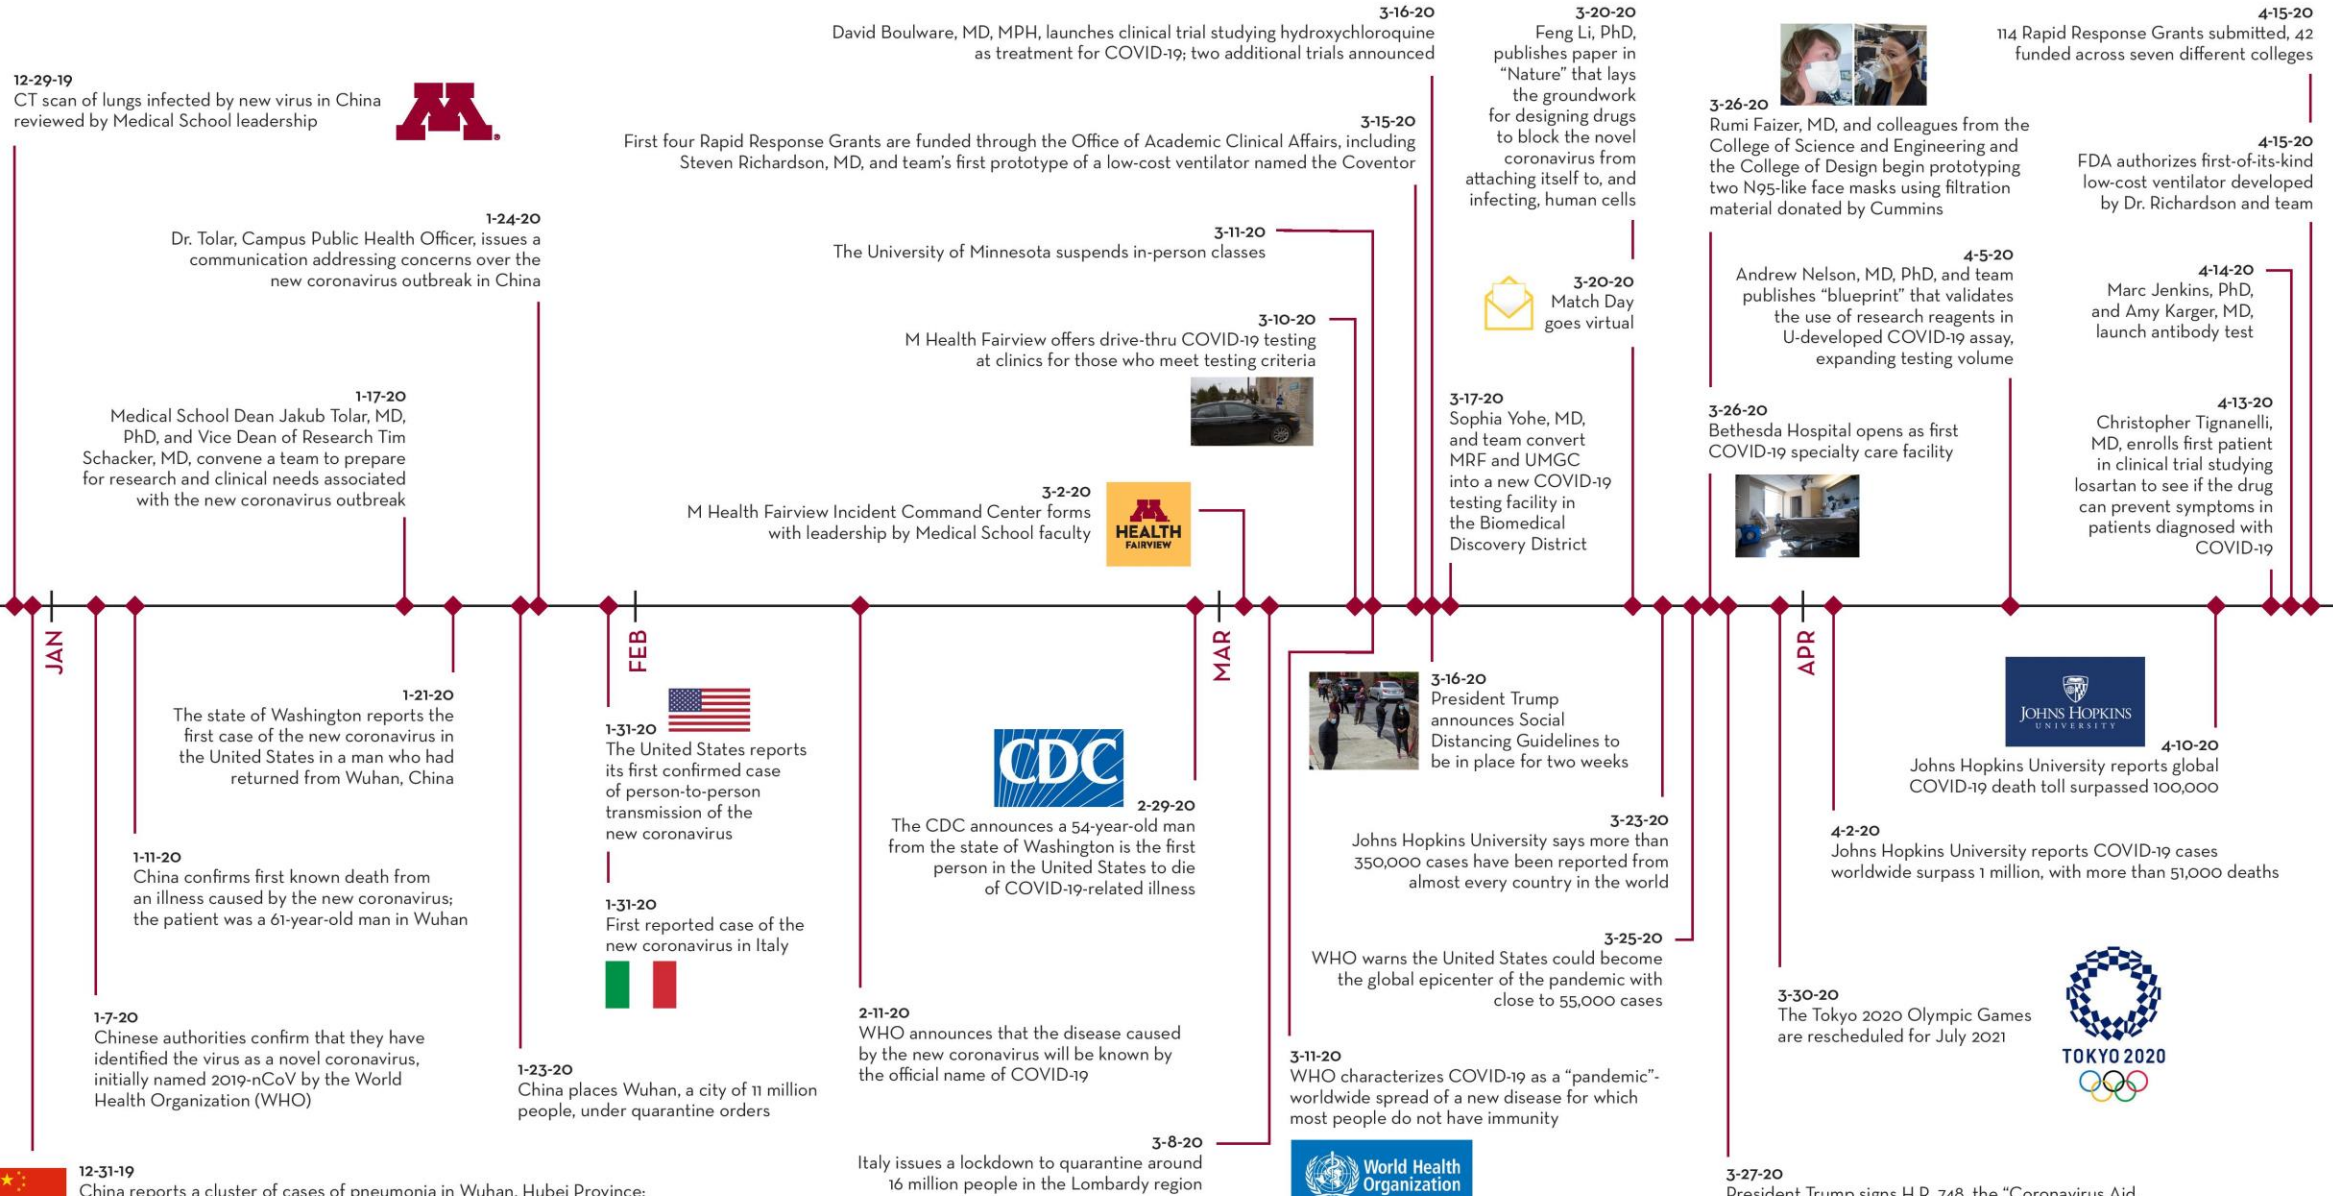 12-29-19
CT scan of lungs infected by new virus in China
reviewed by Medical School leadership
M
1-17-20
Medical School Dean Jakub Tolar, MD,
PhD, and Vice Dean of Research Tim
Schacker, MD, convene a team to prepare
for research and clinical needs associated
with the new coronavirus outbreak
1-24-20
Dr. Tolar, Campus Public Health Officer, issues a
communication addressing concerns over the
new coronavirus outbreak in China
3-2-20
M Health Fairview Incident Command Center forms
with leadership by Medical School faculty
M
HEALTH
FAIRVIEW
3-10-20
M Health Fairview offers drive-thru COVID-19 testing
at clinics for those who meet testing criteria
3-11-20
The University of Minnesota suspends in-person classes
3-15-20
First four Rapid Response Grants are funded through the Office of Academic Clinical Affairs, including
Steven Richardson, MD, and team's first prototype of a low-cost ventilator named the Coventor
3-16-20
David Boulware, MD, MPH, launches clinical trial studying hydroxychloroquine
as treatment for COVID-19; two additional trials announced
3-17-20
Sophia Yohe, MD,
and team convert
MRF and UMGC
into a new COVID-19
testing facility in
the Biomedical
Discovery District
3-20-20
Feng Li, PhD,
publishes paper in
"Nature" that lays
the groundwork
for designing drugs
to block the novel
coronavirus from
attaching itself to, and
infecting, human cells
3-20-20
Match Day
goes virtual
3-26-20
Rumi Faizer, MD, and colleagues from the
College of Science and Engineering and
the College of Design begin prototyping
two N95-like face masks using filtration
material donated by Cummins
3-26-20
Bethesda Hospital opens as first
COVID-19 specialty care facility
4-5-20
Andrew Nelson, MD, PhD, and team
publishes "blueprint" that validates
the use of research reagents in
U-developed COVID-19 assay,
expanding testing volume
4-13-20
Christopher Tignanelli,
MD, enrolls first patient
in clinical trial studying
losartan to see if the drug
can prevent symptoms in
patients diagnosed with
COVID-19
4-14-20
Marc Jenkins, PhD,
and Amy Karger, MD,
launch antibody test
4-15-20
114 Rapid Response Grants submitted, 42
funded across seven different colleges
4-15-20
FDA authorizes first-of-its-kind
low-cost ventilator developed
by Dr. Richardson and team
JAN
FEB
MAR
APR
12-31-19
China reports a cluster of cases of pneumonia in Wuhan, Hubei Province;
1-7-20
Chinese authorities confirm that they have
identified the virus as a novel coronavirus,
initially named 2019-nCoV by the World
Health Organization (WHO)
1-11-20
China confirms first known death from
an illness caused by the new coronavirus;
the patient was a 61-year-old man in Wuhan
1-21-20
The state of Washington reports the
first case of the new coronavirus in
the United States in a man who had
returned from Wuhan, China
1-23-20
China places Wuhan, a city of 11 million
people, under quarantine orders
1-31-20
The United States reports
its first confirmed case
of person-to-person
transmission of the
new coronavirus
1-31-20
First reported case of the
new coronavirus in Italy
2-11-20
WHO announces that the disease caused
by the new coronavirus will be known by
the official name of COVID-19
CDC
2-29-20
The CDC announces a 54-year-old man
from the state of Washington is the first
person in the United States to die
of COVID-19-related illness
3-8-20
Italy issues a lockdown to quarantine around
16 million people in the Lombardy region
3-11-20
WHO characterizes COVID-19 as a "pandemic"-
worldwide spread of a new disease for which
most people do not have immunity
World Health
Organization
3-16-20
President Trump
announces Social
Distancing Guidelines to
be in place for two weeks
3-23-20
Johns Hopkins University says more than
350,000 cases have been reported from
almost every country in the world
3-25-20
WHO warns the United States could become
the global epicenter of the pandemic with
close to 55,000 cases
3-27-20
President Trump signs H.R. 748, the "Coronavirus Aid,
3-30-20
The Tokyo 2020 Olympic Games
are rescheduled for July 2021
TOKYO 2020
4-2-20
Johns Hopkins University reports COVID-19 cases
worldwide surpass 1 million, with more than 51,000 deaths
JOHNS HOPKINS
UNIVERSITY
4-10-20
Johns Hopkins University reports global
COVID-19 death toll surpassed 100,000